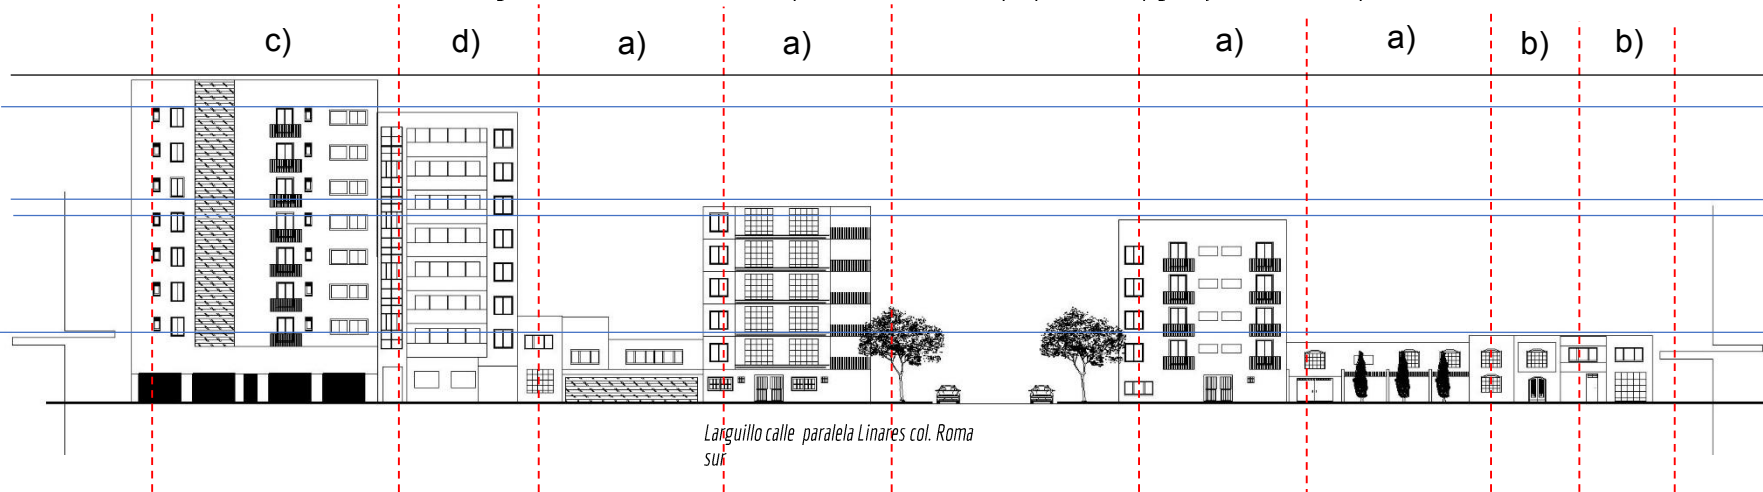 c) d) a) a) a) a) b) b)
Larguillo calle paralela Linares col. Roma
sur